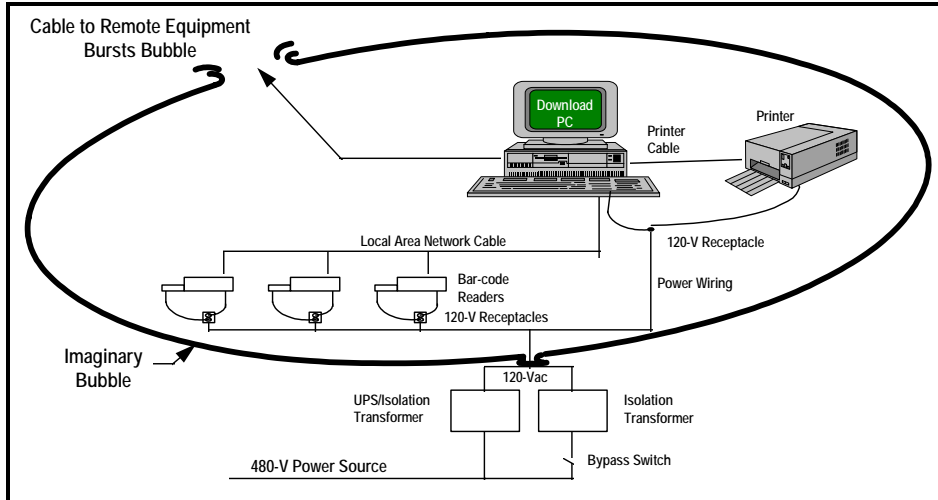 Cable to Remote Equipment
Bursts Bubble
Download
PC
Printer
Printer
Cable
120-V Receptacle
Local Area Network Cable
Bar-code
Readers
Power Wiring
120-V Receptacles
Imaginary
Bubble
120-Vac
UPS/Isolation
Transformer
Isolation
Transformer
Bypass Switch
480-V Power Source